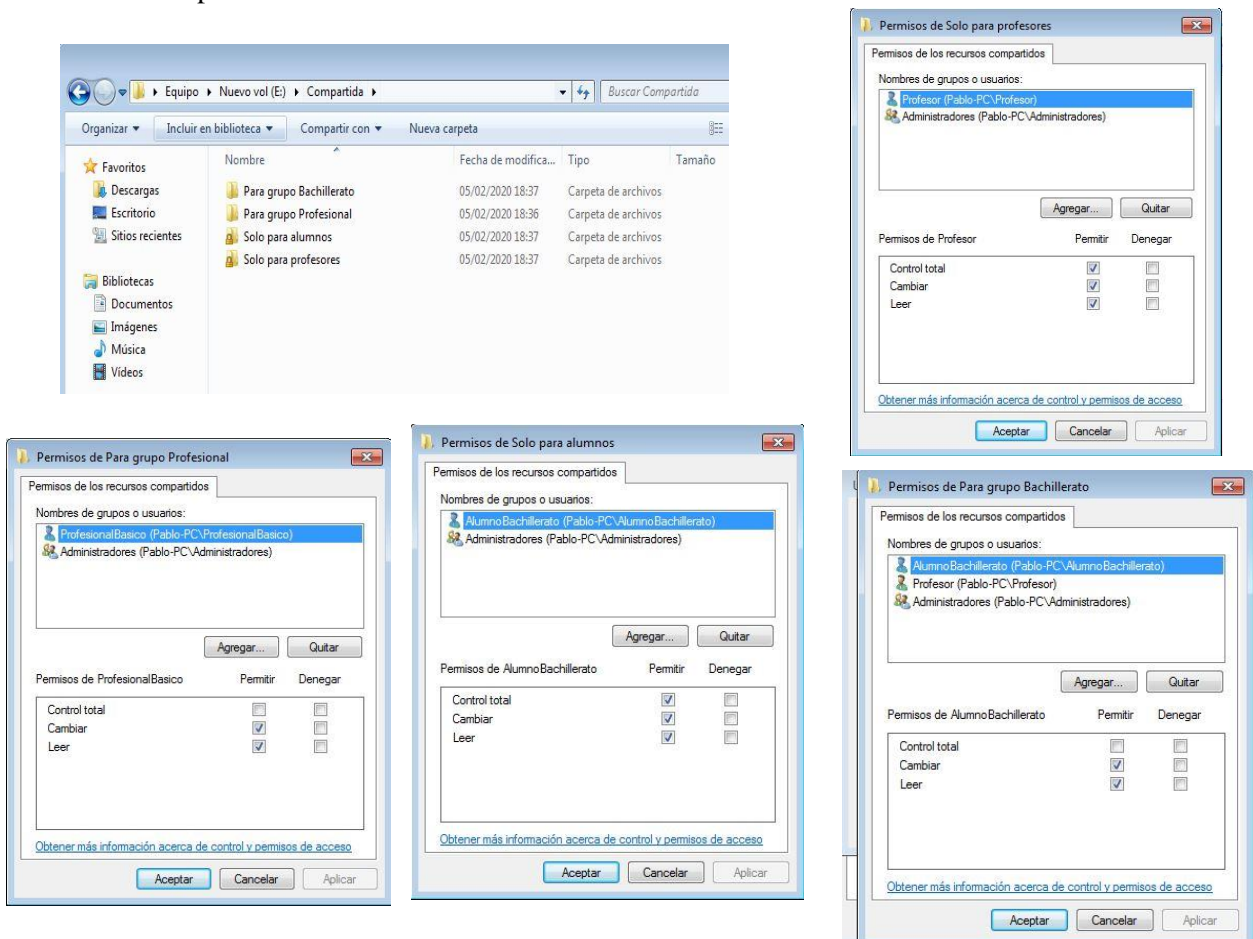 Equipo ▸ Nuevo vol (E:) ▸ Compartida ▸
Buscar Compartida
Organizar Incluir en biblioteca Compartir con Nueva carpeta
Favoritos
Descargas
Escritorio
Sitios recientes
Bibliotecas
Documentos
Imágenes
Música
Vídeos
Nombre Fecha de modifica... Tipo Tamaño
Para grupo Bachillerato 05/02/2020 18:37 Carpeta de archivos
Para grupo Profesional 05/02/2020 18:36 Carpeta de archivos
Solo para alumnos 05/02/2020 18:37 Carpeta de archivos
Solo para profesores 05/02/2020 18:37 Carpeta de archivos
Permisos de Solo para profesores
Permisos de los recursos compartidos
Nombres de grupos o usuarios:
Profesor (Pablo-PC\Profesor)
Administradores (Pablo-PC\Administradores)
Agregar... Quitar
Permisos de Profesor Permitir Denegar
Control total
Cambiar
Leer
Obtener más información acerca de control y permisos de acceso
Aceptar Cancelar Aplicar
Permisos de Para grupo Profesional
Permisos de los recursos compartidos
Nombres de grupos o usuarios:
ProfesionalBasico (Pablo-PC\ProfesionalBasico)
Administradores (Pablo-PC\Administradores)
Agregar... Quitar
Permisos de ProfesionalBasico Permitir Denegar
Control total
Cambiar
Leer
Obtener más información acerca de control y permisos de acceso
Aceptar Cancelar Aplicar
Permisos de Solo para alumnos
Permisos de los recursos compartidos
Nombres de grupos o usuarios:
AlumnoBachillerato (Pablo-PC\AlumnoBachillerato)
Administradores (Pablo-PC\Administradores)
Agregar... Quitar
Permisos de AlumnoBachillerato Permitir Denegar
Control total
Cambiar
Leer
Obtener más información acerca de control y permisos de acceso
Aceptar Cancelar Aplicar
Permisos de Para grupo Bachillerato
Permisos de los recursos compartidos
Nombres de grupos o usuarios:
AlumnoBachillerato (Pablo-PC\AlumnoBachillerato)
Profesor (Pablo-PC\Profesor)
Administradores (Pablo-PC\Administradores)
Agregar... Quitar
Permisos de AlumnoBachillerato Permitir Denegar
Control total
Cambiar
Leer
Obtener más información acerca de control y permisos de acceso
Aceptar Cancelar Aplicar